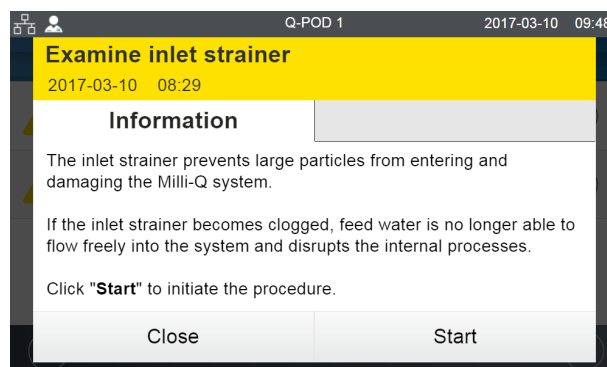 Q-POD 1 2017-03-10 09:48
Examine inlet strainer
2017-03-10 08:29
Information
The inlet strainer prevents large particles from entering and
damaging the Milli-Q system.
If the inlet strainer becomes clogged, feed water is no longer able to
flow freely into the system and disrupts the internal processes.
Click "Start" to initiate the procedure.
Close Start